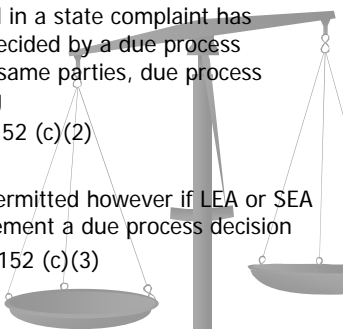 l in a state complaint has
ecided by a due process
same parties, due process
g
152 (c)(2)
ermitted however if LEA or SEA
ement a due process decision
152 (c)(3)